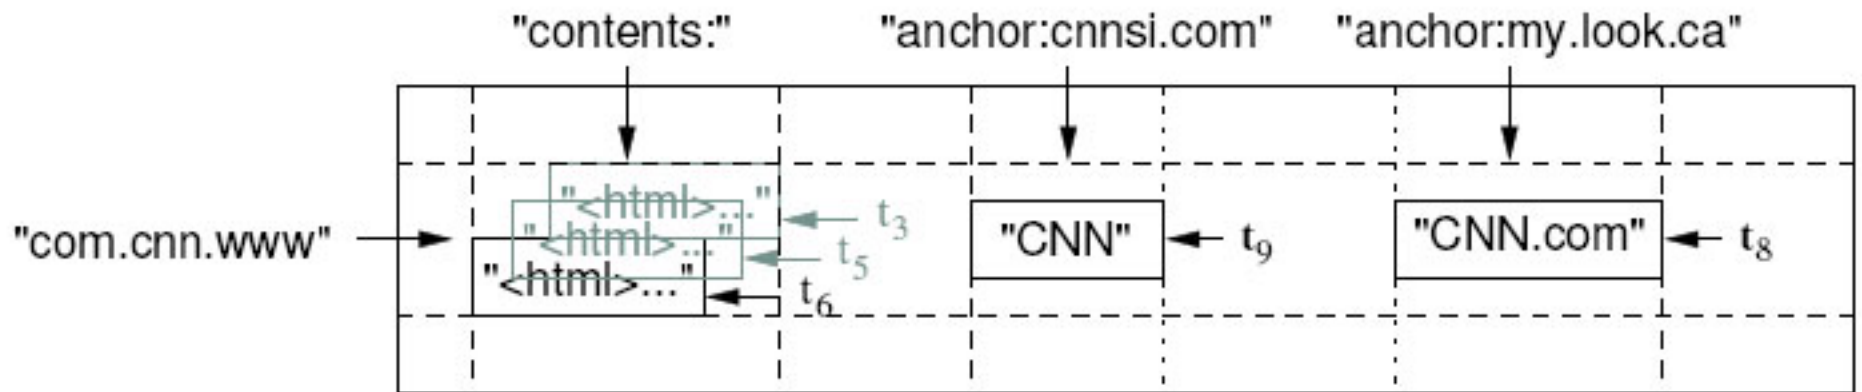 "contents:" "anchor:cnnsi.com" "anchor:my.look.ca"
"<html>..." t3
"com.cnn.www" "<html>..." t5 "CNN" t9 "CNN.com" t8
"<html>..." t6